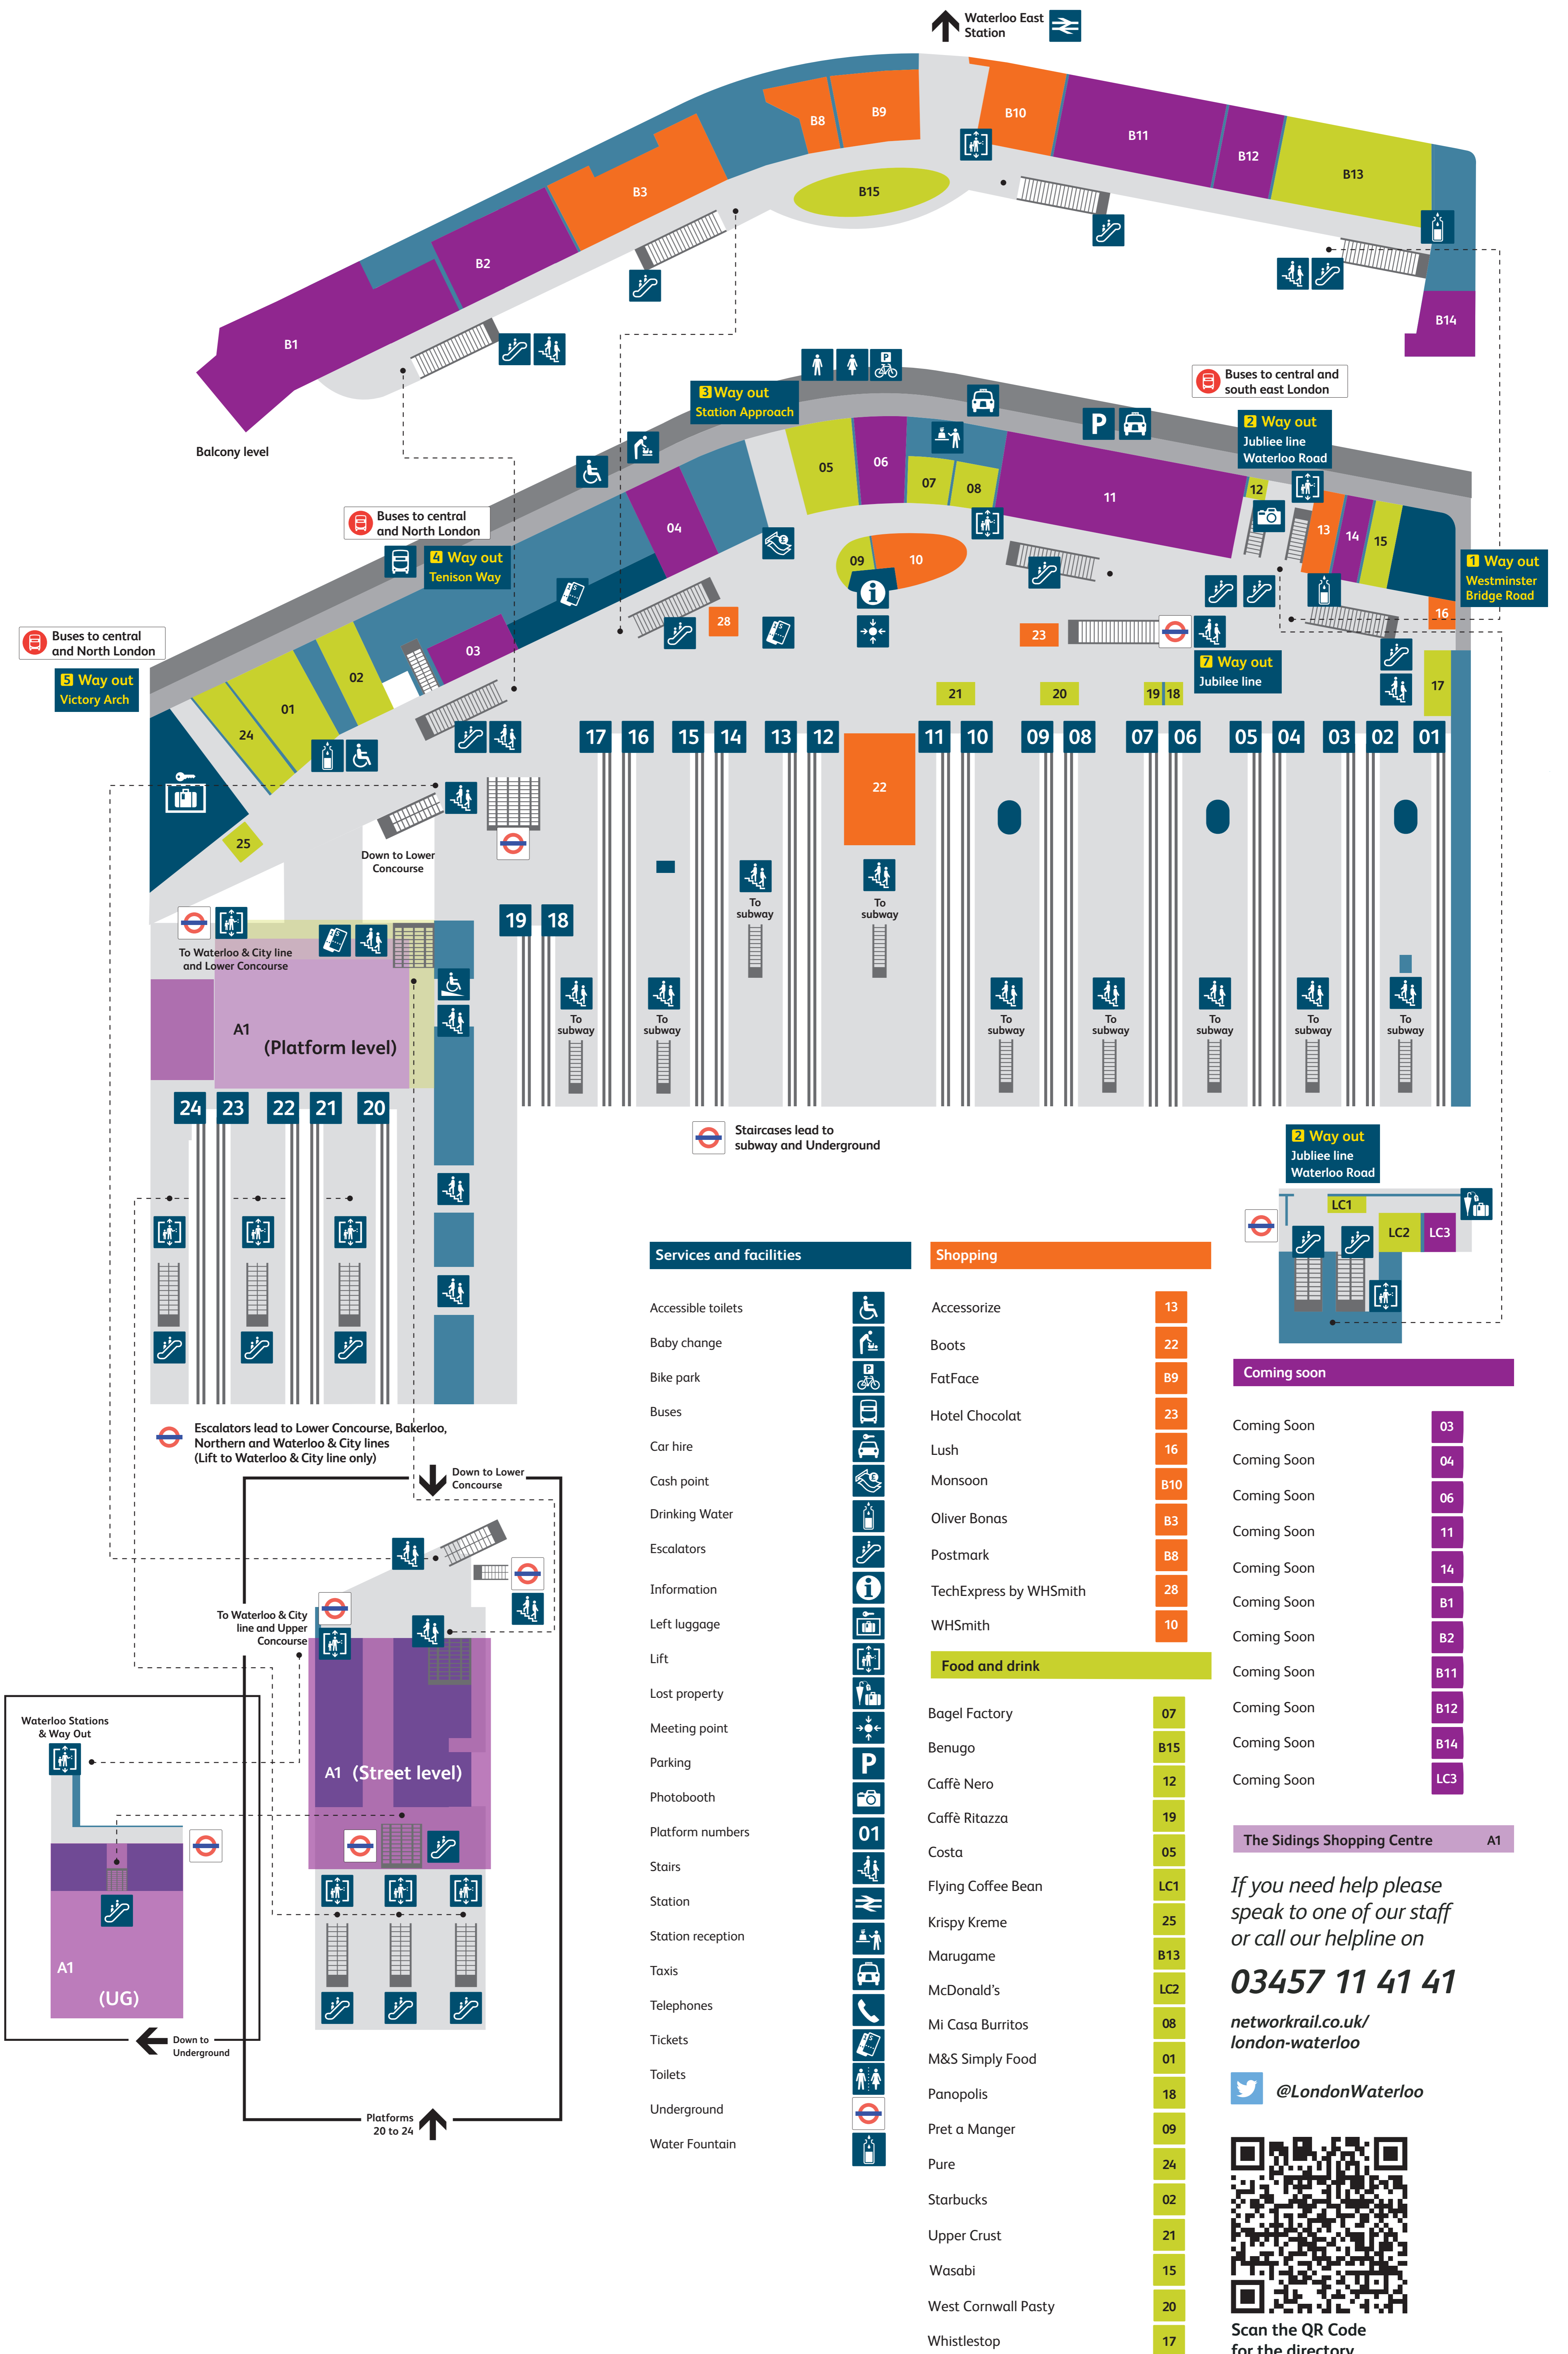 Waterloo East
Station
B8
B9
B10
B11
B12
B13
B3
B15
B2
B1
B14
Balcony level
Buses to central and
south east London
3 Way out
Station Approach
P
2 Way out
Jubliee line
Waterloo Road
05
06
07
08
11
12
13
14
15
04
09
10
Buses to central
and North London
4 Way out
Tenison Way
1 Way out
Westminster
Bridge Road
16
28
23
03
Buses to central
and North London
5 Way out
Victory Arch
7 Way out
Jubilee line
02
01
24
17
21
20
19
18
17
16
15
14
13
12
11
10
09
08
07
06
05
04
03
02
01
22
25
Down to Lower
Concourse
To
subway
To
subway
19
18
To Waterloo & City line
and Lower Concourse
To
subway
To
subway
To
subway
To
subway
To
subway
To
subway
To
subway
A1
(Platform level)
24
23
22
21
20
Staircases lead to
subway and Underground
2 Way out
Jubliee line
Waterloo Road
LC1
LC2
LC3
Escalators lead to Lower Concourse, Bakerloo,
Northern and Waterloo & City lines
(Lift to Waterloo & City line only)
Down to Lower
Concourse
To Waterloo & City
line and Upper
Concourse
A1 (Street level)
Waterloo Stations
& Way Out
A1
(UG)
Down to
Underground
Platforms
20 to 24
Services and facilities
Accessible toilets
Baby change
Bike park
Buses
Car hire
Cash point
Drinking Water
Escalators
Information
Left luggage
Lift
Lost property
Meeting point
Parking P
Photobooth
Platform numbers 01
Stairs
Station
Station reception
Taxis
Telephones
Tickets
Toilets
Underground
Water Fountain
Shopping
Accessorize 13
Boots 22
FatFace B9
Hotel Chocolat 23
Lush 16
Monsoon B10
Oliver Bonas B3
Postmark B8
TechExpress by WHSmith 28
WHSmith 10
Food and drink
Bagel Factory 07
Benugo B15
Caffè Nero 12
Caffè Ritazza 19
Costa 05
Flying Coffee Bean LC1
Krispy Kreme 25
Marugame B13
McDonald's LC2
Mi Casa Burritos 08
M&S Simply Food 01
Panopolis 18
Pret a Manger 09
Pure 24
Starbucks 02
Upper Crust 21
Wasabi 15
West Cornwall Pasty 20
Whistlestop 17
Coming soon
Coming Soon 03
Coming Soon 04
Coming Soon 06
Coming Soon 11
Coming Soon 14
Coming Soon B1
Coming Soon B2
Coming Soon B11
Coming Soon B12
Coming Soon B14
Coming Soon LC3
The Sidings Shopping Centre A1
If you need help please
speak to one of our staff
or call our helpline on
03457 11 41 41
networkrail.co.uk/
london-waterloo
@LondonWaterloo
Scan the QR Code
for the directory